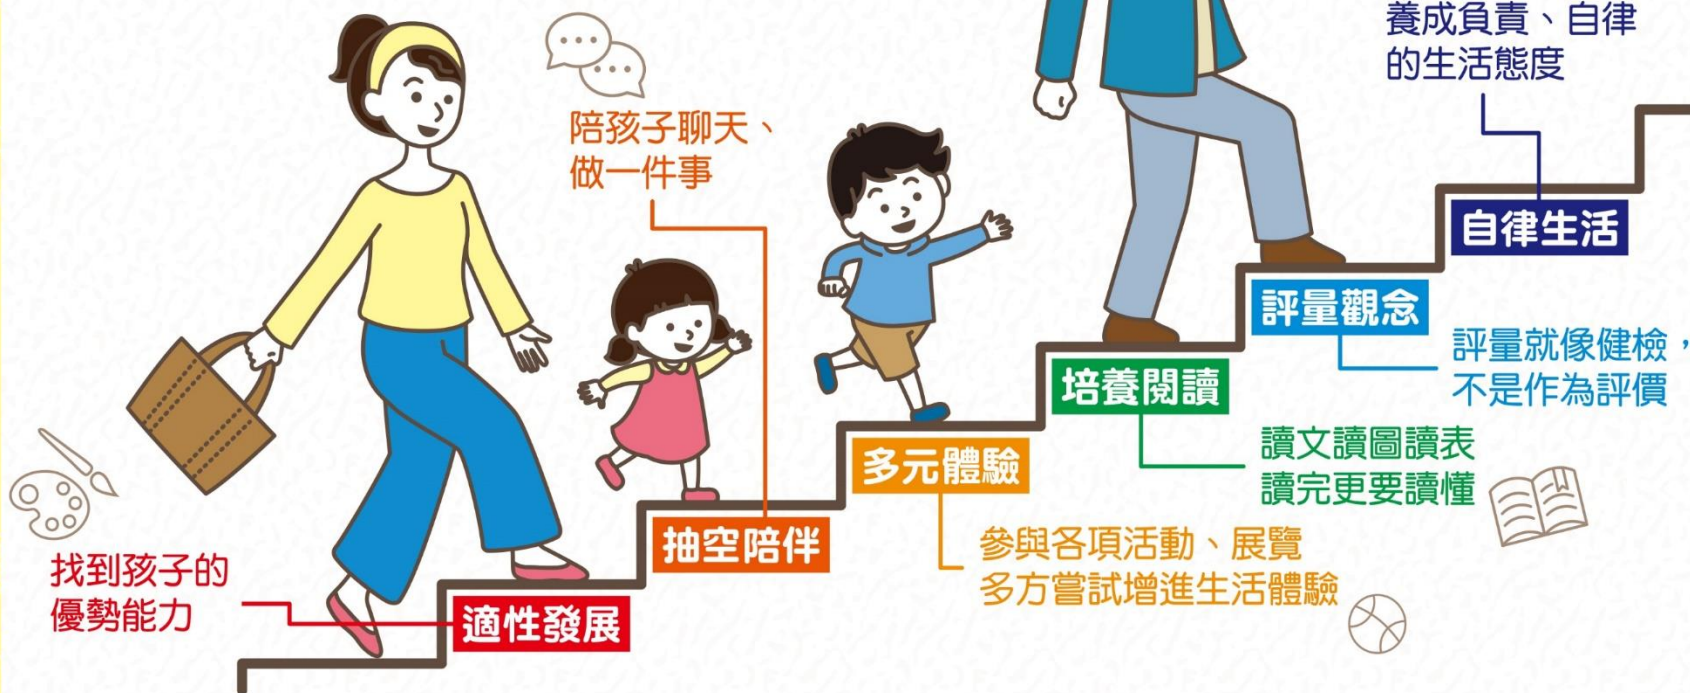 找到孩子的
優勢能力
適性發展
陪孩子聊天、
做一件事
抽空陪伴
多元體驗
參與各項活動、展覽
多方嘗試增進生活體驗
培養閱讀
讀文讀圖讀表
讀完更要讀懂
評量觀念
評量就像健檢，
不是作為評價
養成負責、自律
的生活態度
自律生活